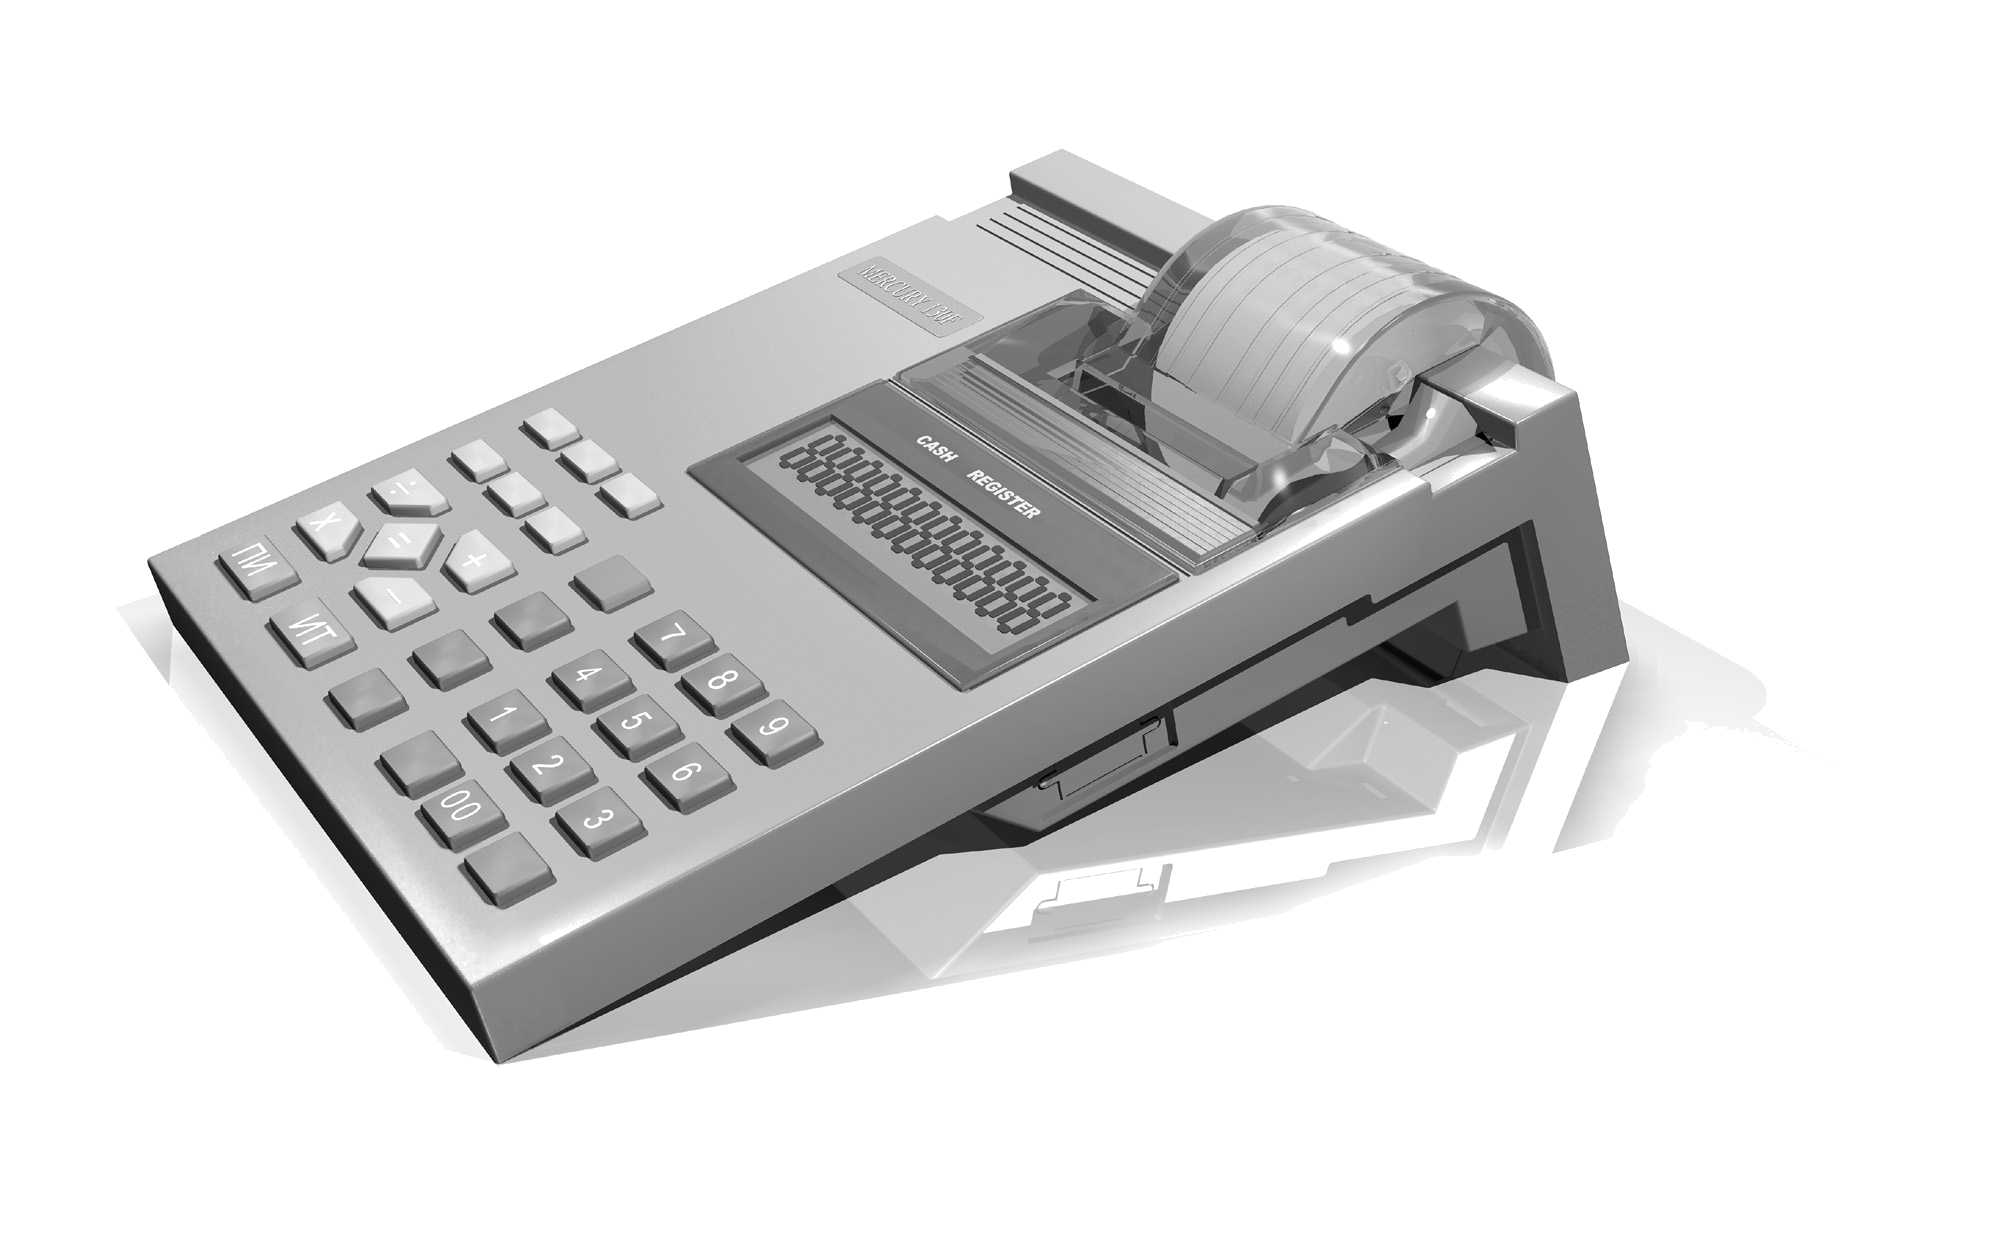 MERCURY 130F
CASH REGISTER
÷
X
=
+
-
ПИ
ИТ
7
8
9
4
5
6
1
2
3
00